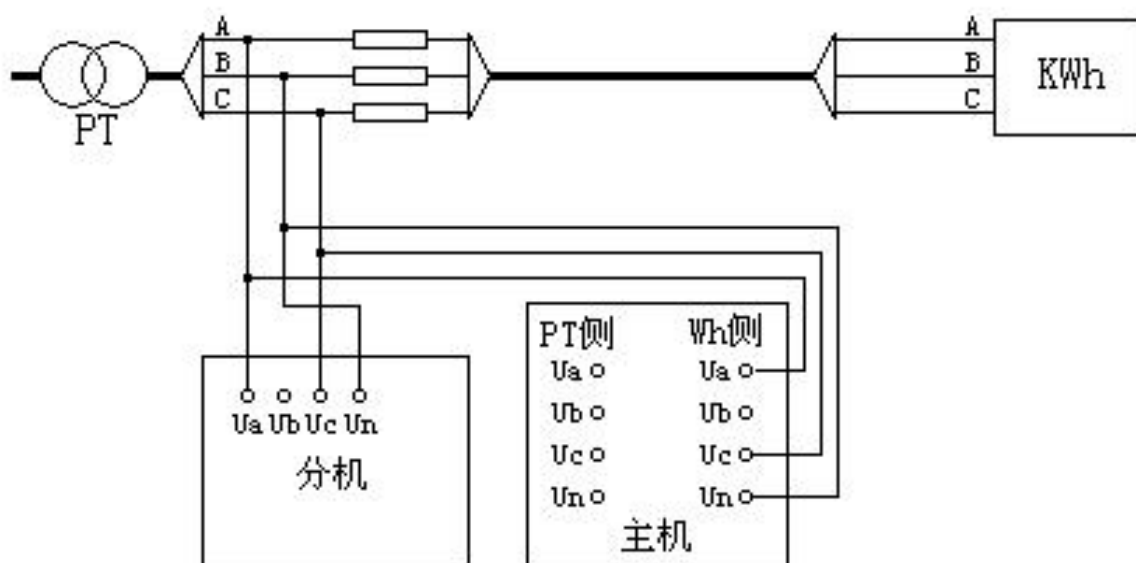 A
B
C
PT
A
B
C
KWh
Ua Ub Uc Un
分机
PT侧 Wh侧
Ua Ua
Ub Ub
Uc Uc
Un Un
主机